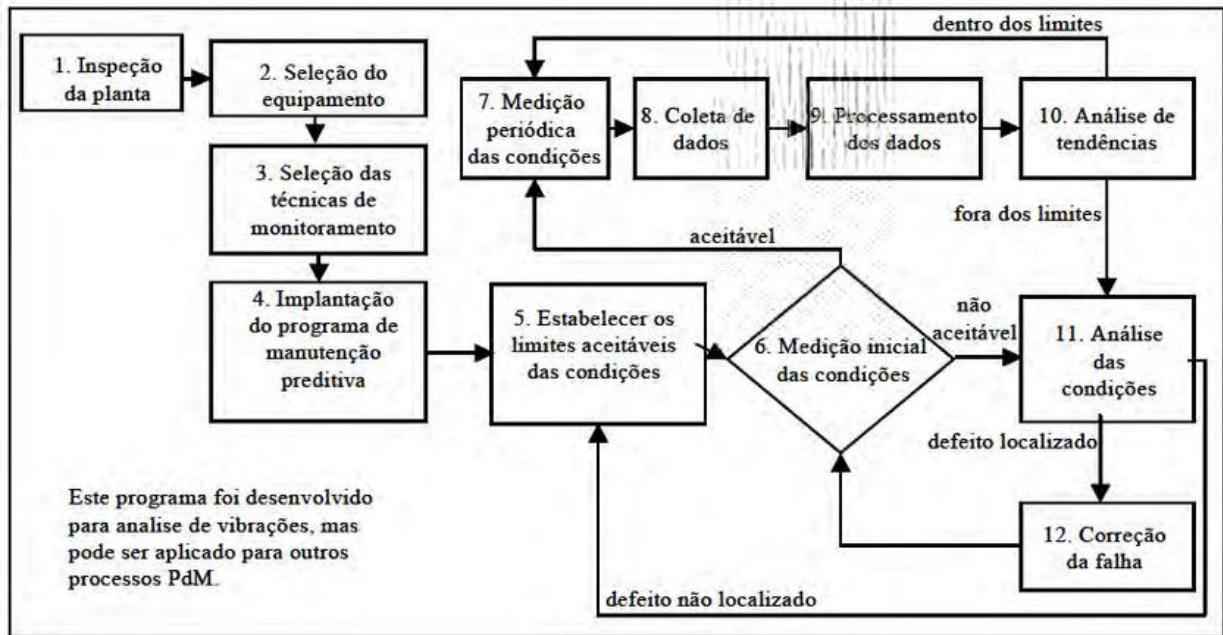 1. Inspeção
da planta
2. Seleção do
equipamento
3. Seleção das
técnicas de
monitoramento
4. Implantação
do programa de
manutenção
preditiva
5. Estabelecer os
limites aceitáveis
das condições
6. Medição inicial
das condições
aceitável
não
aceitável
7. Medição
periódica
das condições
8. Coleta de
dados
9. Processamento
dos dados
10. Análise de
tendências
dentro dos limites
fora dos limites
11. Análise
das
condições
defeito localizado
12. Correção
da falha
defeito não localizado
Este programa foi desenvolvido
para analise de vibrações, mas
pode ser aplicado para outros
processos PdM.